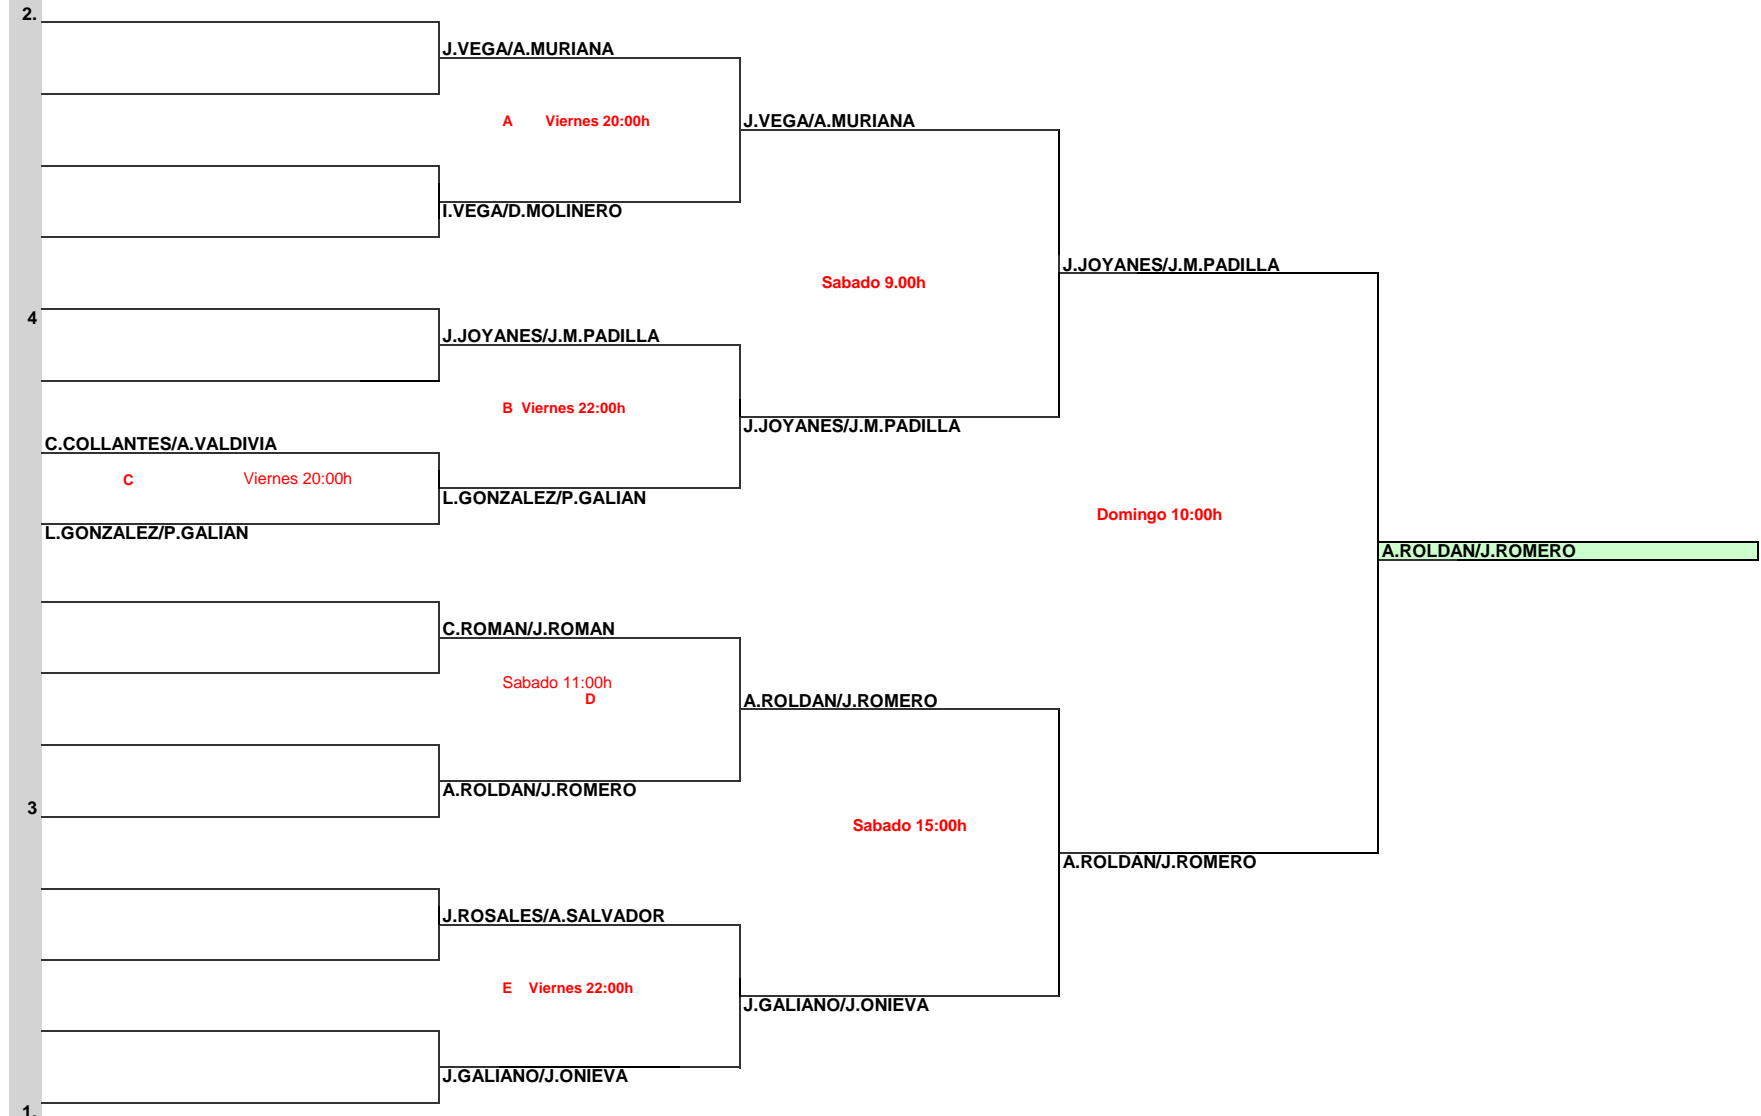 2.
J.VEGA/A.MURIANA
A Viernes 20:00h
J.VEGA/A.MURIANA
I.VEGA/D.MOLINERO
J.JOYANES/J.M.PADILLA
Sabado 9.00h
4
J.JOYANES/J.M.PADILLA
B Viernes 22:00h
J.JOYANES/J.M.PADILLA
C.COLLANTES/A.VALDIVIA
C Viernes 20:00h
L.GONZALEZ/P.GALIAN
L.GONZALEZ/P.GALIAN
Domingo 10:00h
A.ROLDAN/J.ROMERO
C.ROMAN/J.ROMAN
Sabado 11:00h
D
A.ROLDAN/J.ROMERO
A.ROLDAN/J.ROMERO
3
Sabado 15:00h
A.ROLDAN/J.ROMERO
J.ROSALES/A.SALVADOR
E Viernes 22:00h
J.GALIANO/J.ONIEVA
J.GALIANO/J.ONIEVA
1.